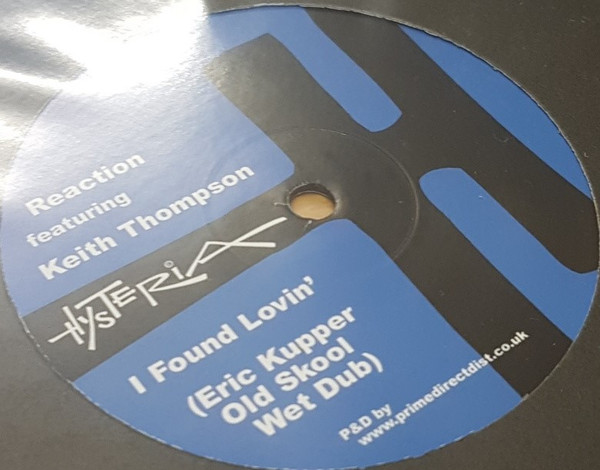 Reaction
featuring
Keith Thompson
HYSTERIA
I Found Lovin'
(Eric Kupper
Old Skool
Wet Dub)
P&D by
www.primedirectdist.co.uk